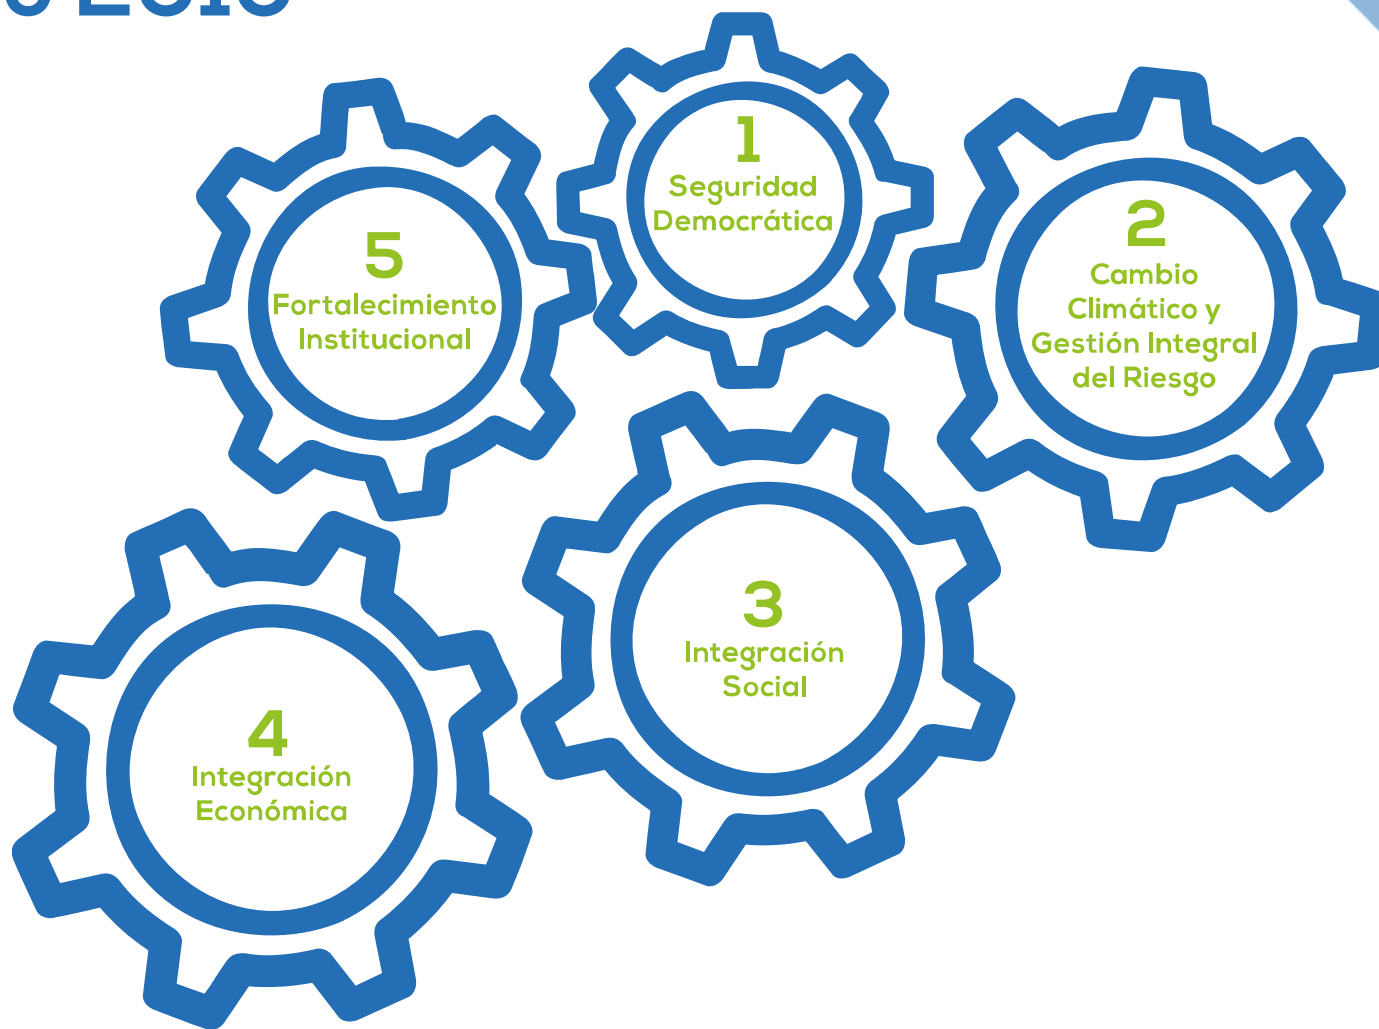 1
Seguridad
Democrática
2
Cambio
Climático y
Gestión Integral
del Riesgo
3
Integración
Social
4
Integración
Económica
5
Fortalecimiento
Institucional